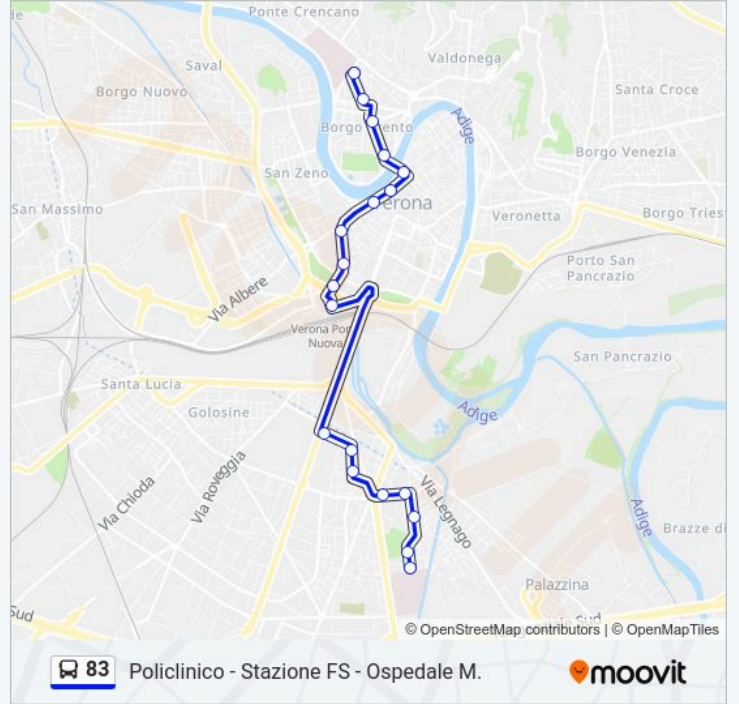 Ponte Crencano
Valdonega
Saval
Borgo Nuovo
Santa Croce
Adige
Borgo Trento
Borgo Venezia
San Zeno
Verona
San Massimo
Veronetta
Borgo Triest
Porto San
Pancrazio
Via Albere
Verona Por
Nuova
San Pancrazio
Santa Lucia
Golosine
Adige
Via Roveggia
Via Chioda
Via Legnago
Adige
Brazze di
Palazzina
Sud
Sud
© OpenStreetMap contributors | © OpenMapTiles
83 Policlinico - Stazione FS - Ospedale M.
moovit